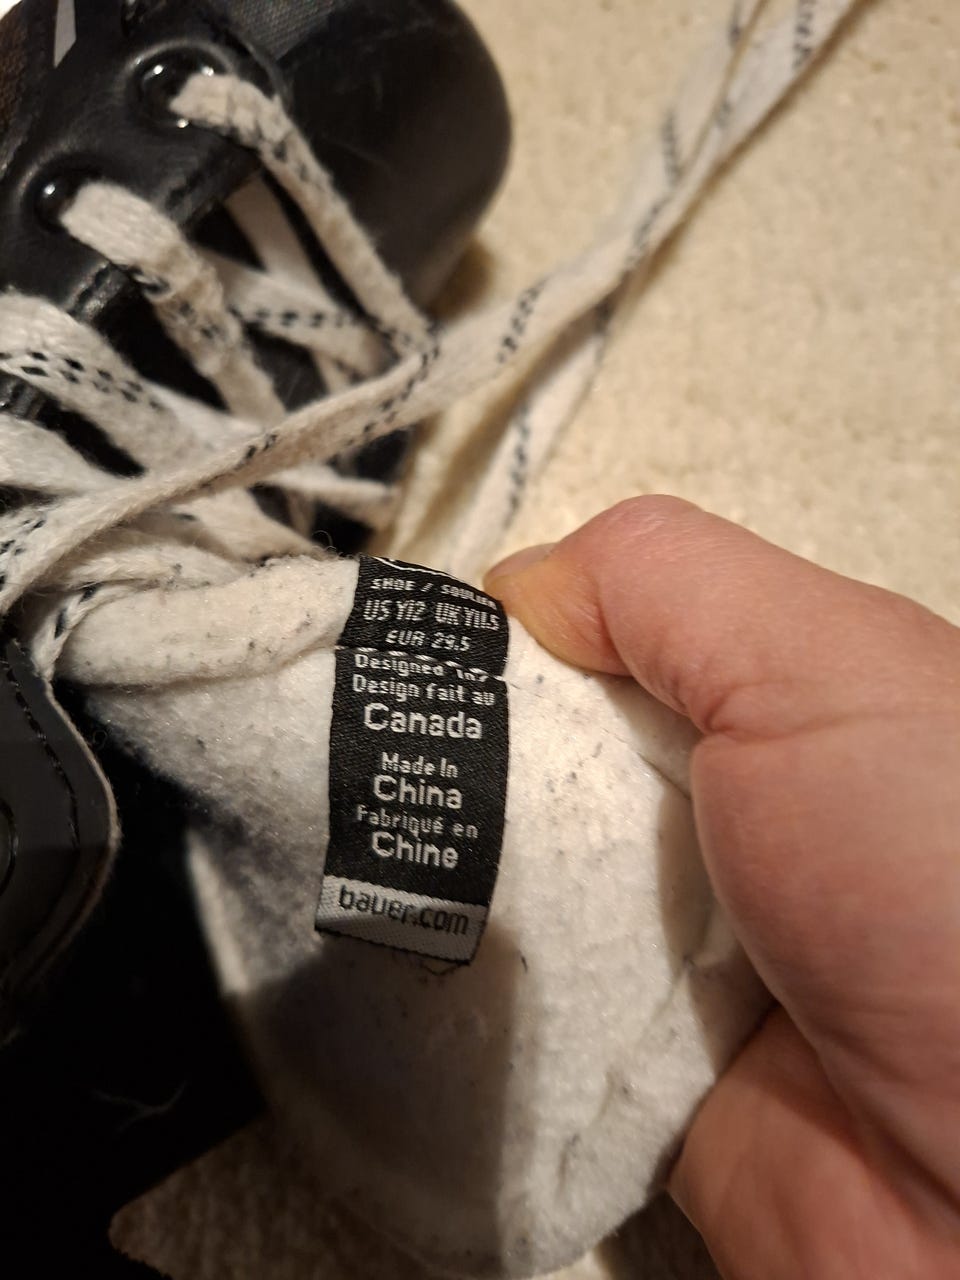 SHOE / SOULIER
US Y12 UK Y11.5
EUR 29.5
Designed in/
Design fait au
Canada
Made In
China
Fabriqué en
Chine
bauer.com